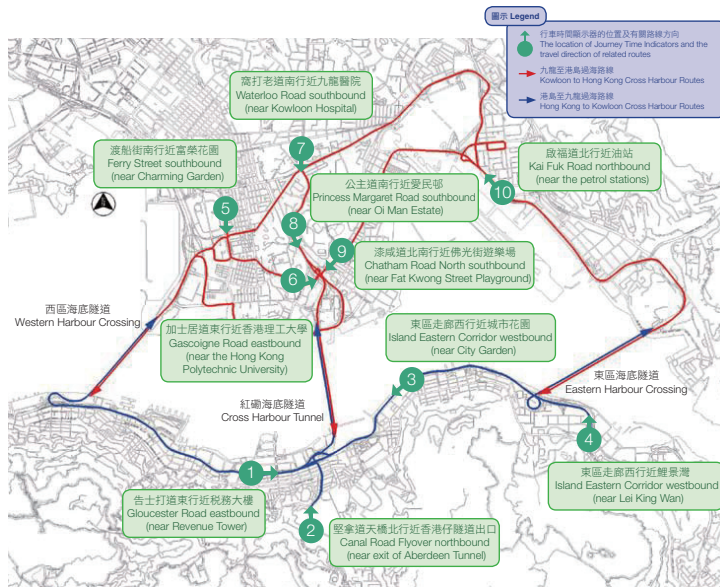 圖示 Legend
行車時間顯示器的位置及有關路線方向
The location of Journey Time Indicators and the
travel direction of related routes
九龍至港島過海路線
Kowloon to Hong Kong Cross Harbour Routes
港島至九龍過海路線
Hong Kong to Kowloon Cross Harbour Routes
窩打老道南行近九龍醫院
Waterloo Road southbound
(near Kowloon Hospital)
7
渡船街南行近富榮花園
Ferry Street southbound
(near Charming Garden)
5
公主道南行近愛民邨
Princess Margaret Road southbound
(near Oi Man Estate)
8
啟福道北行近油站
Kai Fuk Road northbound
(near the petrol stations)
10
漆咸道北南行近佛光街遊樂場
Chatham Road North southbound
(near Fat Kwong Street Playground)
9
6
加士居道東行近香港理工大學
Gascoigne Road eastbound
(near the Hong Kong
Polytechnic University)
西區海底隧道
Western Harbour Crossing
東區走廊西行近城市花園
Island Eastern Corridor westbound
(near City Garden)
3
東區海底隧道
Eastern Harbour Crossing
紅磡海底隧道
Cross Harbour Tunnel
4
東區走廊西行近鯉景灣
Island Eastern Corridor westbound
(near Lei King Wan)
1
告士打道東行近稅務大樓
Gloucester Road eastbound
(near Revenue Tower)
2
堅拿道天橋北行近香港仔隧道出口
Canal Road Flyover northbound
(near exit of Aberdeen Tunnel)